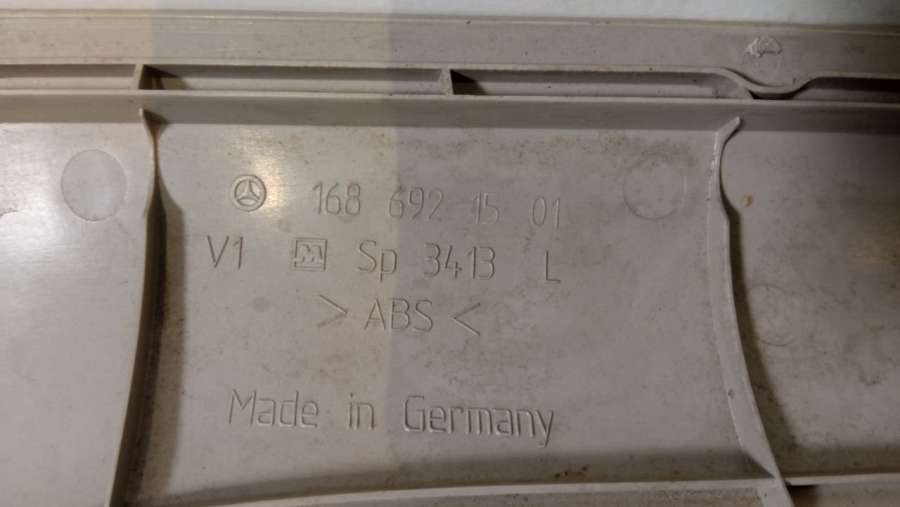 168 692 15 01
V1 M Sp 3413 L
> ABS <
Made in Germany